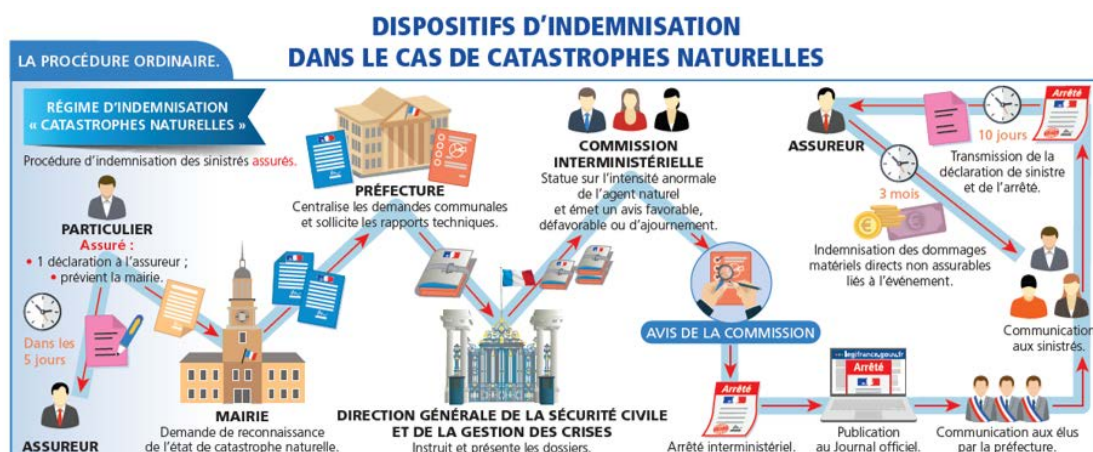 DISPOSITIFS D'INDEMNISATION
DANS LE CAS DE CATASTROPHES NATURELLES
LA PROCÉDURE ORDINAIRE.
RÉGIME D'INDEMNISATION
« CATASTROPHES NATURELLES »
Procédure d'indemnisation des sinistrés assurés.
PARTICULIER
Assuré :
• 1 déclaration à l'assureur ;
• prévient la mairie.
Dans les
5 jours
ASSUREUR
MAIRIE
Demande de reconnaissance
de l'état de catastrophe naturelle.
PRÉFECTURE
Centralise les demandes communales
et sollicite les rapports techniques.
DIRECTION GÉNÉRALE DE LA SÉCURITÉ CIVILE
ET DE LA GESTION DES CRISES
Instruit et présente les dossiers.
COMMISSION
INTERMINISTÉRIELLE
Statue sur l'intensité anormale
de l'agent naturel
et émet un avis favorable,
défavorable ou d'ajournement.
AVIS DE LA COMMISSION
Arrêté
Arrêté interministériel.
legifrance.gouv.fr
Arrêté
Publication
au Journal officiel.
Communication aux élus
par la préfecture.
Communication
aux sinistrés.
Arrêté
10 jours
Transmission de la
déclaration de sinistre
et de l'arrêté.
ASSUREUR
3 mois
Indemnisation des dommages
matériels directs non assurables
liés à l'événement.